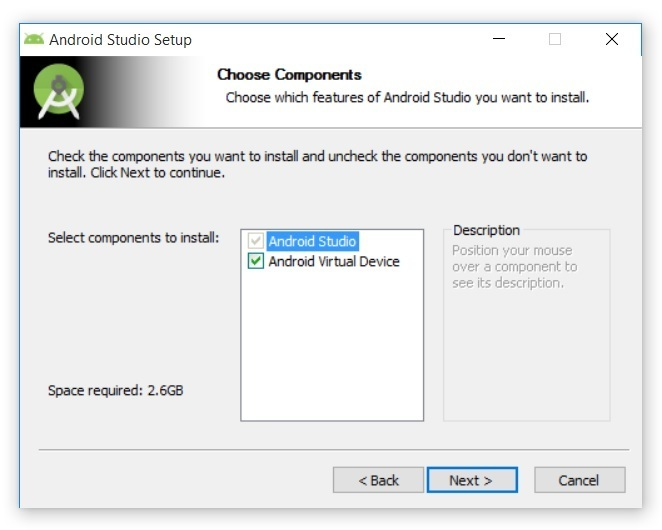 Android Studio Setup
Choose Components
Choose which features of Android Studio you want to install.
Check the components you want to install and uncheck the components you don't want to
install. Click Next to continue.
Select components to install:
Android Studio
Android Virtual Device
Description
Position your mouse
over a component to
see its description.
Space required: 2.6GB
< Back
Next >
Cancel